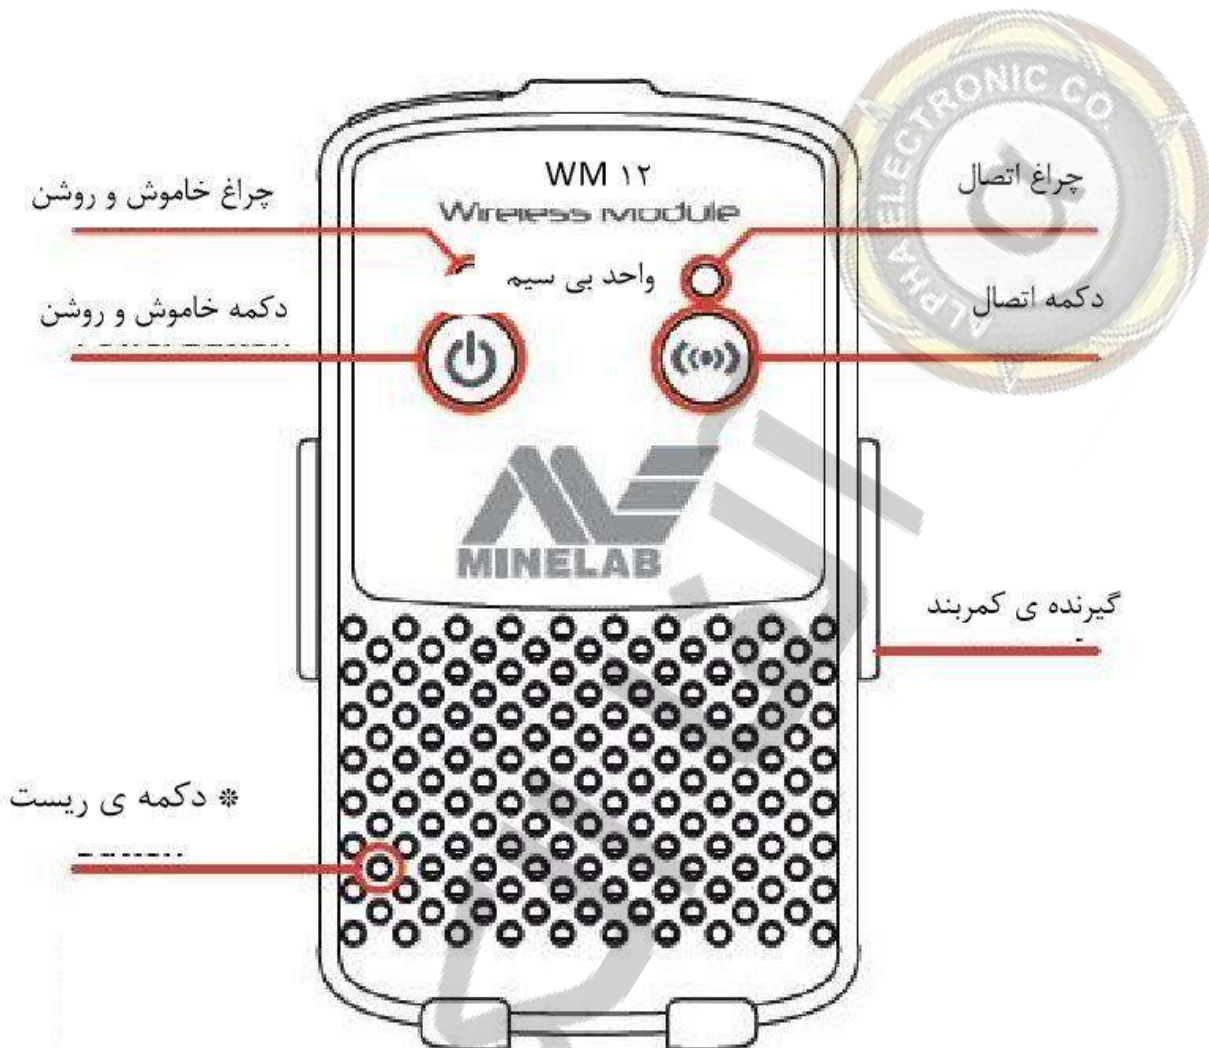 WM ۱۲
Wireless Module
چراغ خاموش و روشن
چراغ اتصال
واحد بی سیم
دکمه خاموش و روشن
دکمه اتصال
MINELAB
گیرنده ی کمربند
* دکمه ی ریست
ALPHA ELECTRONIC CO.